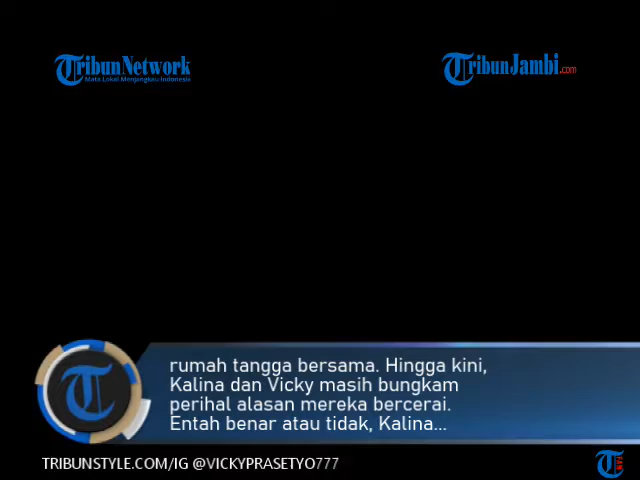 TribunNetwork
Mata Lokal Menjangkau Indonesia
TribunJambi.com
rumah tangga bersama. Hingga kini,
Kalina dan Vicky masih bungkam
perihal alasan mereka bercerai.
Entah benar atau tidak, Kalina...
T
TRIBUNSTYLE.COM/IG @VICKYPRASETYO777
T FAN